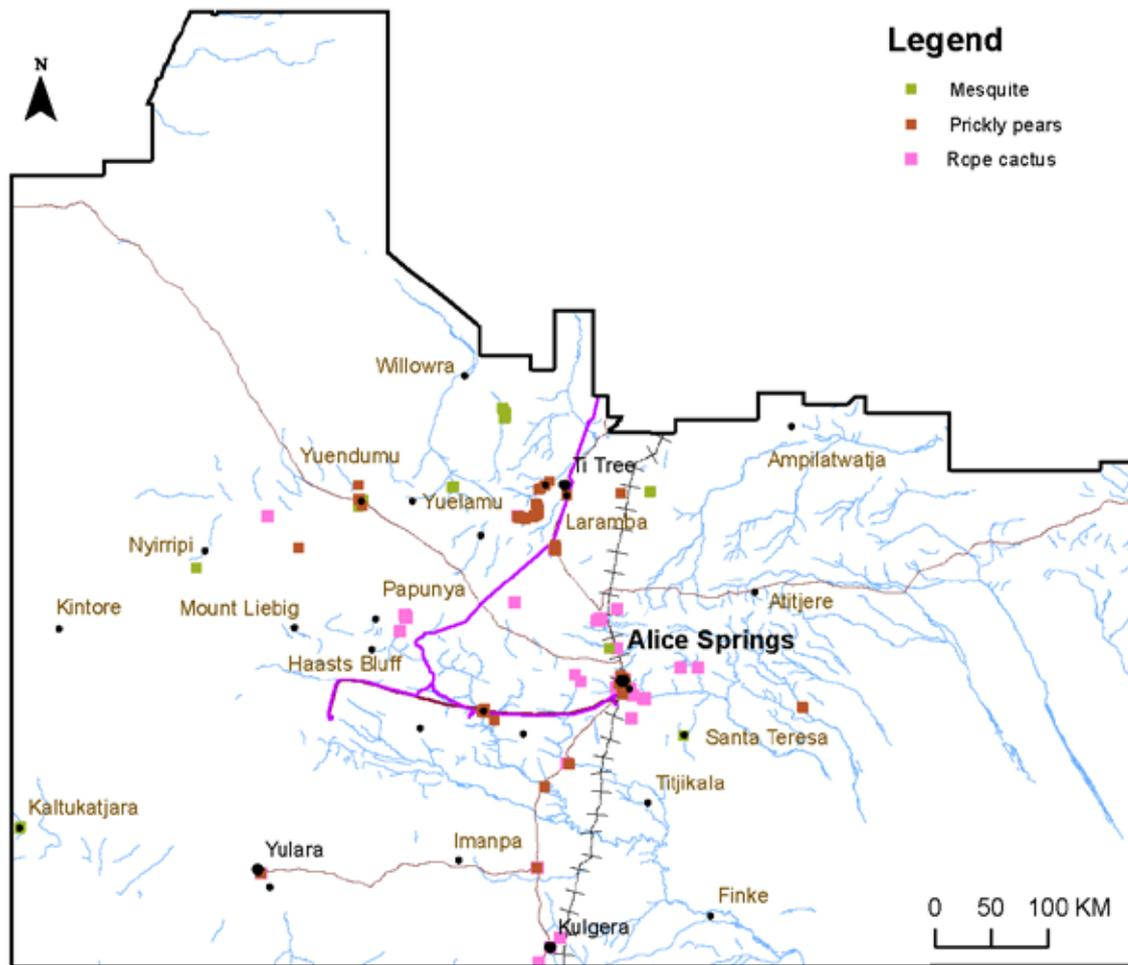 Legend
N
Mesquite
Prickly pears
Rope cactus
Willowra
Yuendumu
Ti Tree
Ampilatwatja
Yuelamu
Laramba
Nyirripi
Papunya
Kintore
Mount Liebig
Atitjere
Alice Springs
Haasts Bluff
Santa Teresa
Titjikala
Kaltukatjara
Yulara
Imanpa
Finke
0 50 100 KM
Kulgera